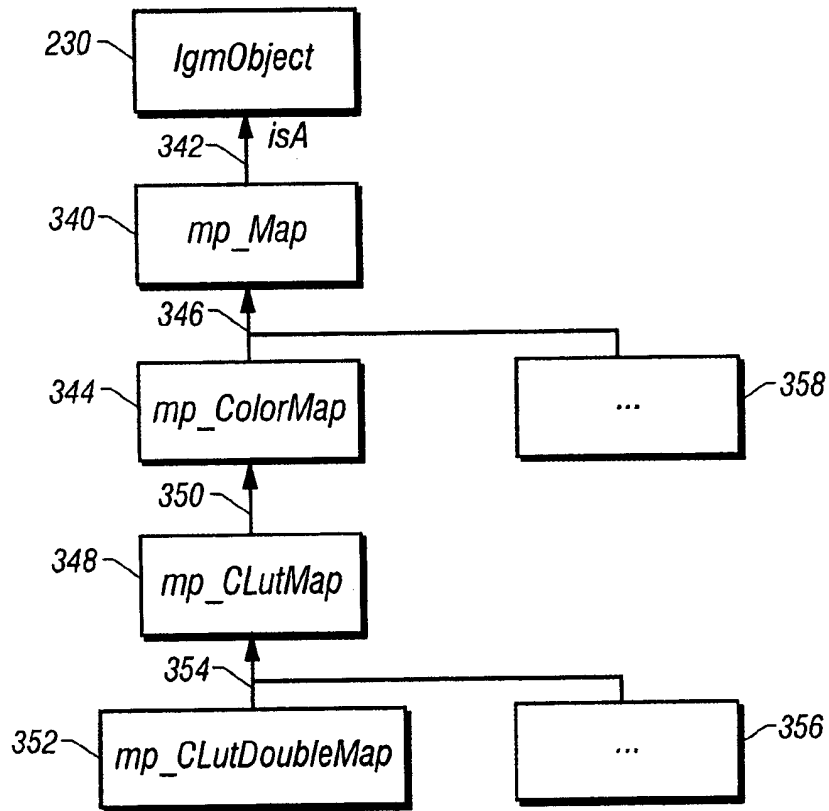 230
IgmObject
342
isA
340
mp_Map
346
344
mp_ColorMap
...
358
350
348
mp_CLutMap
354
352
mp_CLutDoubleMap
...
356